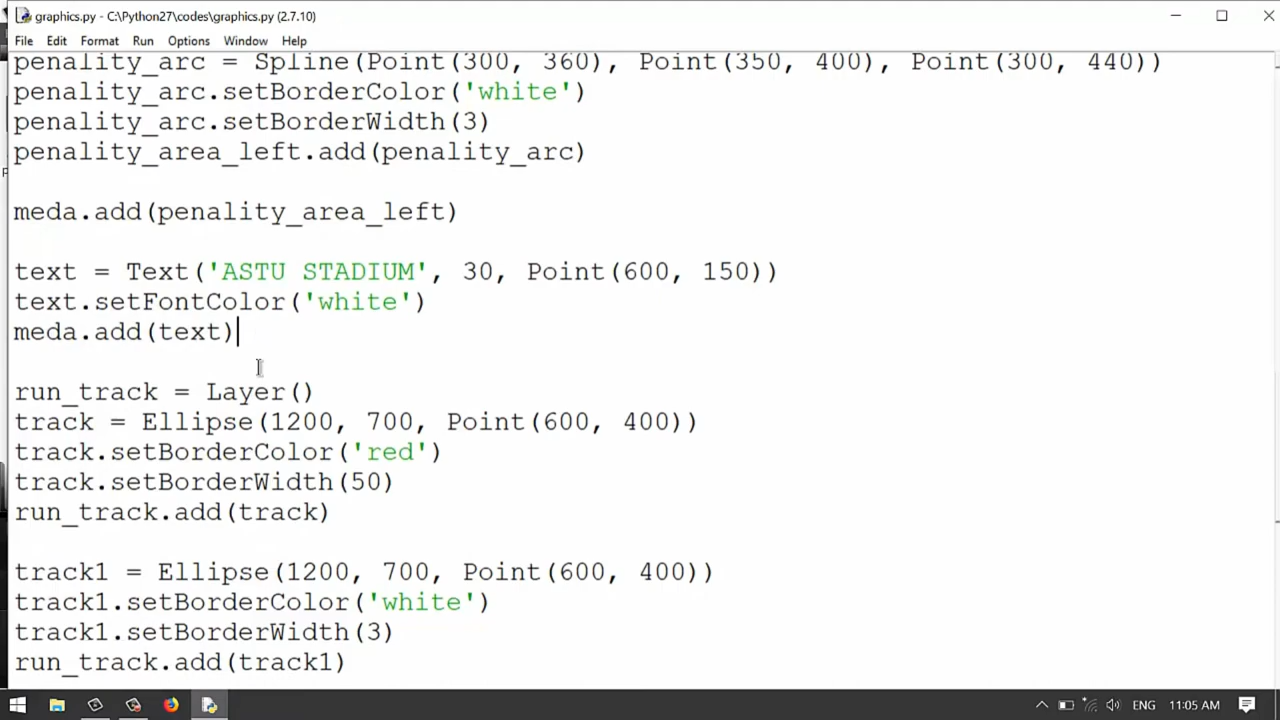 graphics.py - C:\Python27\codes\graphics.py (2.7.10)
File Edit Format Run Options Window Help
penality_arc = Spline(Point(300, 360), Point(350, 400), Point(300, 440))
penality_arc.setBorderColor('white')
penality_arc.setBorderWidth(3)
penality_area_left.add(penality_arc)
meda.add(penality_area_left)
text = Text('ASTU STADIUM', 30, Point(600, 150))
text.setFontColor('white')
meda.add(text)
run_track = Layer()
track = Ellipse(1200, 700, Point(600, 400))
track.setBorderColor('red')
track.setBorderWidth(50)
run_track.add(track)
track1 = Ellipse(1200, 700, Point(600, 400))
track1.setBorderColor('white')
track1.setBorderWidth(3)
run_track.add(track1)
ENG 11:05 AM